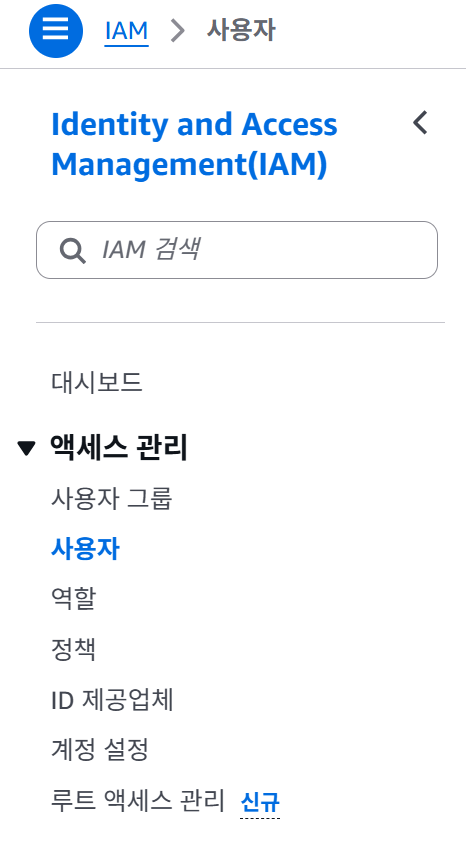 IAM > 사용자
Identity and Access
Management(IAM)
IAM 검색
대시보드
액세스 관리
사용자 그룹
사용자
역할
정책
ID 제공업체
계정 설정
루트 액세스 관리 신규